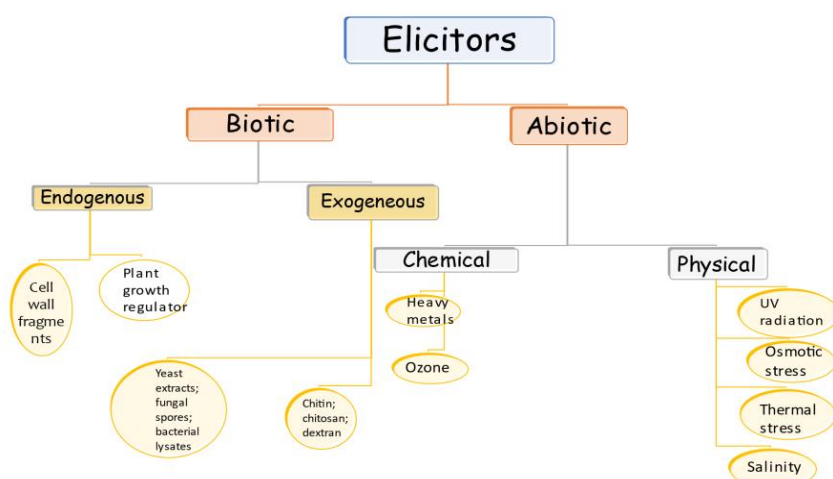 Elicitors
Biotic
Abiotic
Endogenous
Exogeneous
Chemical
Physical
Cell
wall
fragme
nts
Plant
growth
regulator
Yeast
extracts;
fungal
spores;
bacterial
lysates
Chitin;
chitosan;
dextran
Heavy
metals
Ozone
UV
radiation
Osmotic
stress
Thermal
stress
Salinity